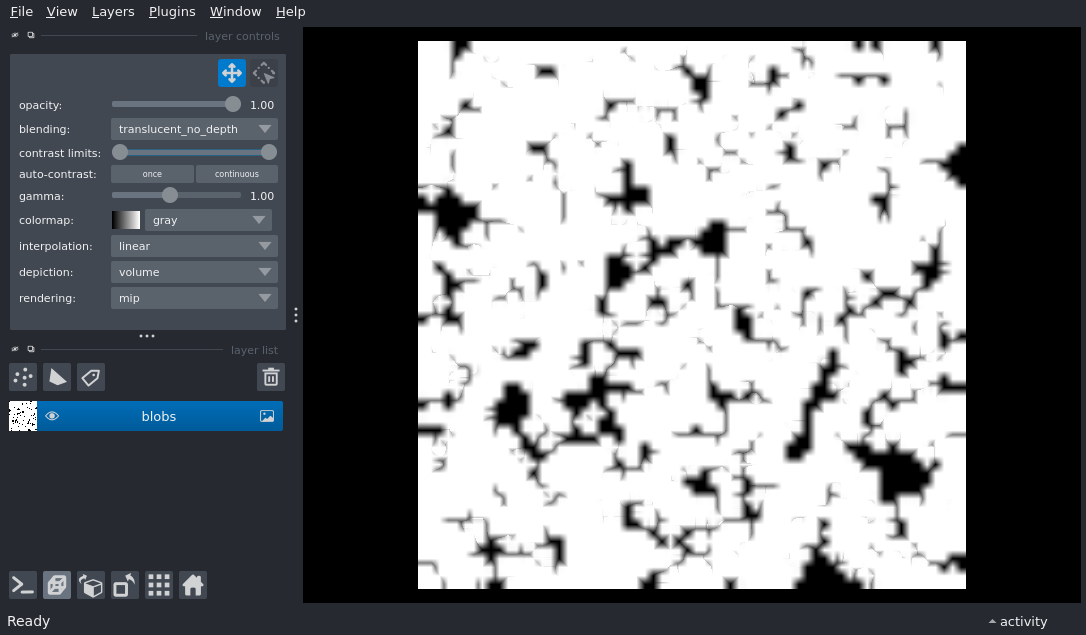 File View Layers Plugins Window Help
layer controls
opacity: 1.00
blending: translucent_no_depth
contrast limits:
auto-contrast: once continuous
gamma: 1.00
colormap: gray
interpolation: linear
depiction: volume
rendering: mip
layer list
blobs
Ready activity